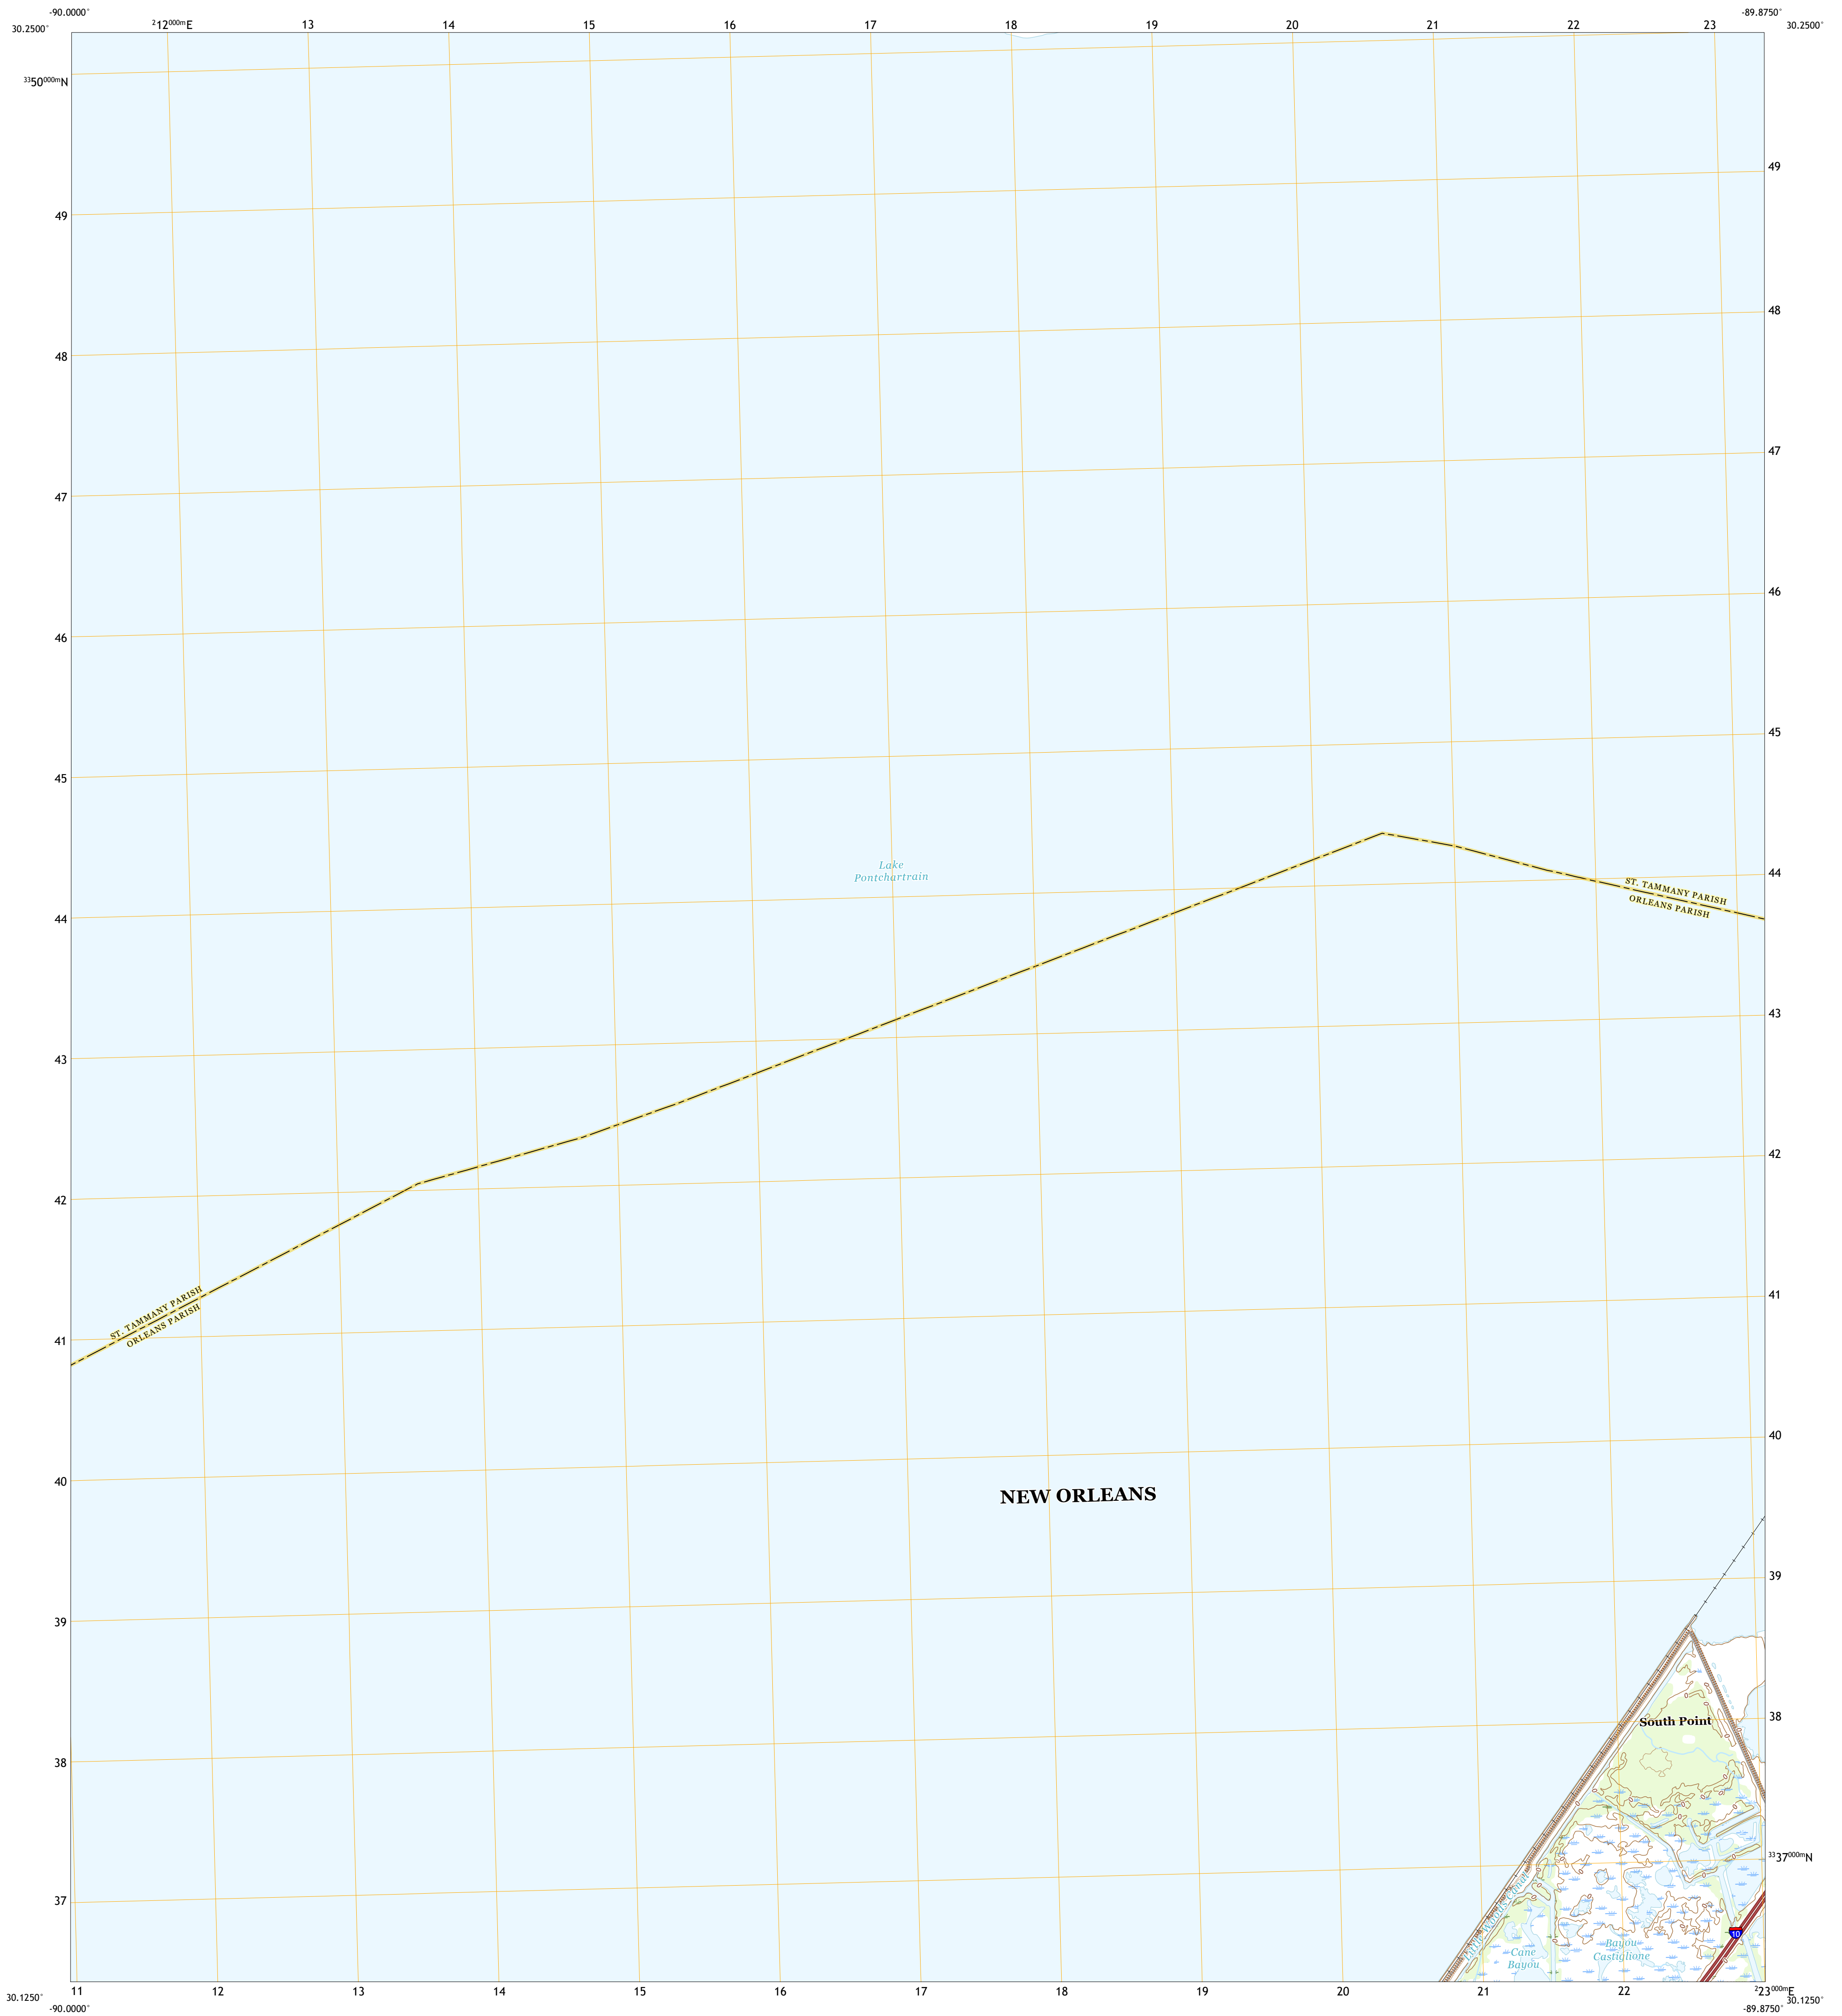 -90.0000°
-89.8750°
30.2500°
²12⁰⁰⁰ᵐE 13 14 15 16 17 18 19 20 21 22 23
30.2500°
³³50⁰⁰⁰ᵐN
49
49
48
48
47
47
46
46
45
45
Lake
Pontchartrain
44
44
ST. TAMMANY PARISH
ORLEANS PARISH
43
43
42
42
ST. TAMMANY PARISH
ORLEANS PARISH
41
41
40
40
NEW ORLEANS
39
39
38
38
South Point
³³37⁰⁰⁰ᵐN
37
Little Woods Canal
10
Cane
Bayou
Bayou
Castiglione
11 12 13 14 15 16 17 18 19 20 21 22 ²23⁰⁰⁰ᵐE
30.1250°
30.1250°
-90.0000°
-89.8750°